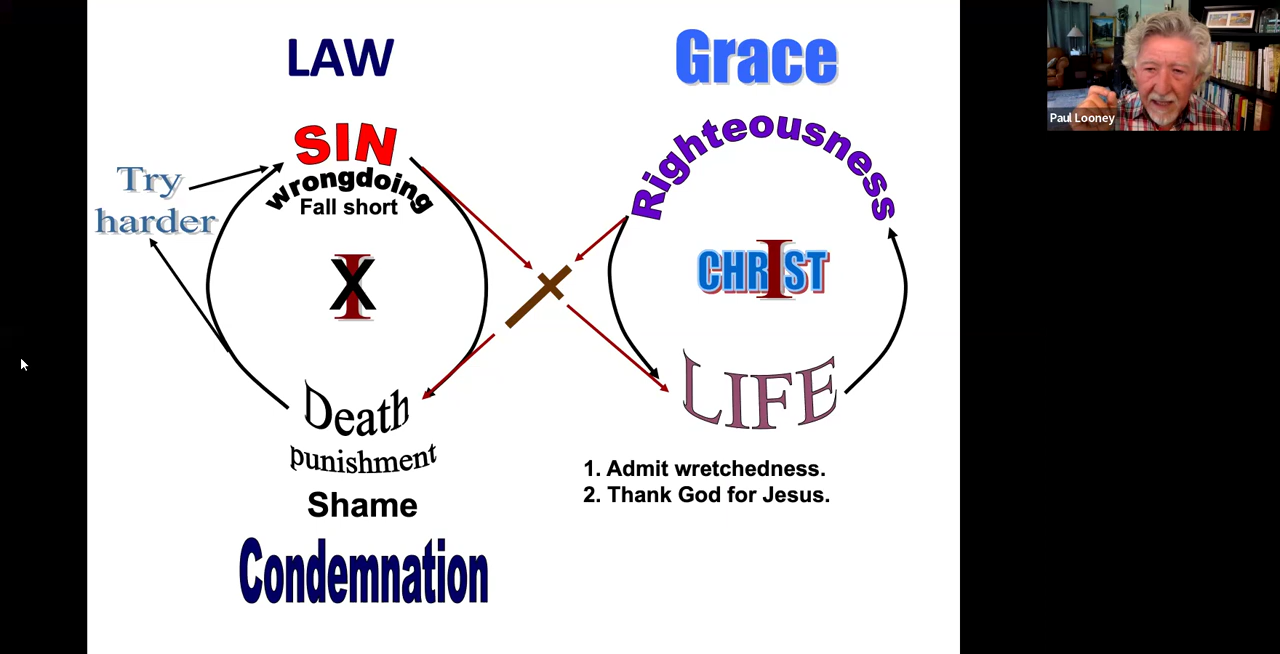 LAW
SIN
wrongdoing
Fall short
Try
harder
X
I
Death
punishment
Shame
Condemnation
Grace
Righteousness
CHRIST
LIFE
1. Admit wretchedness.
2. Thank God for Jesus.
Paul Looney